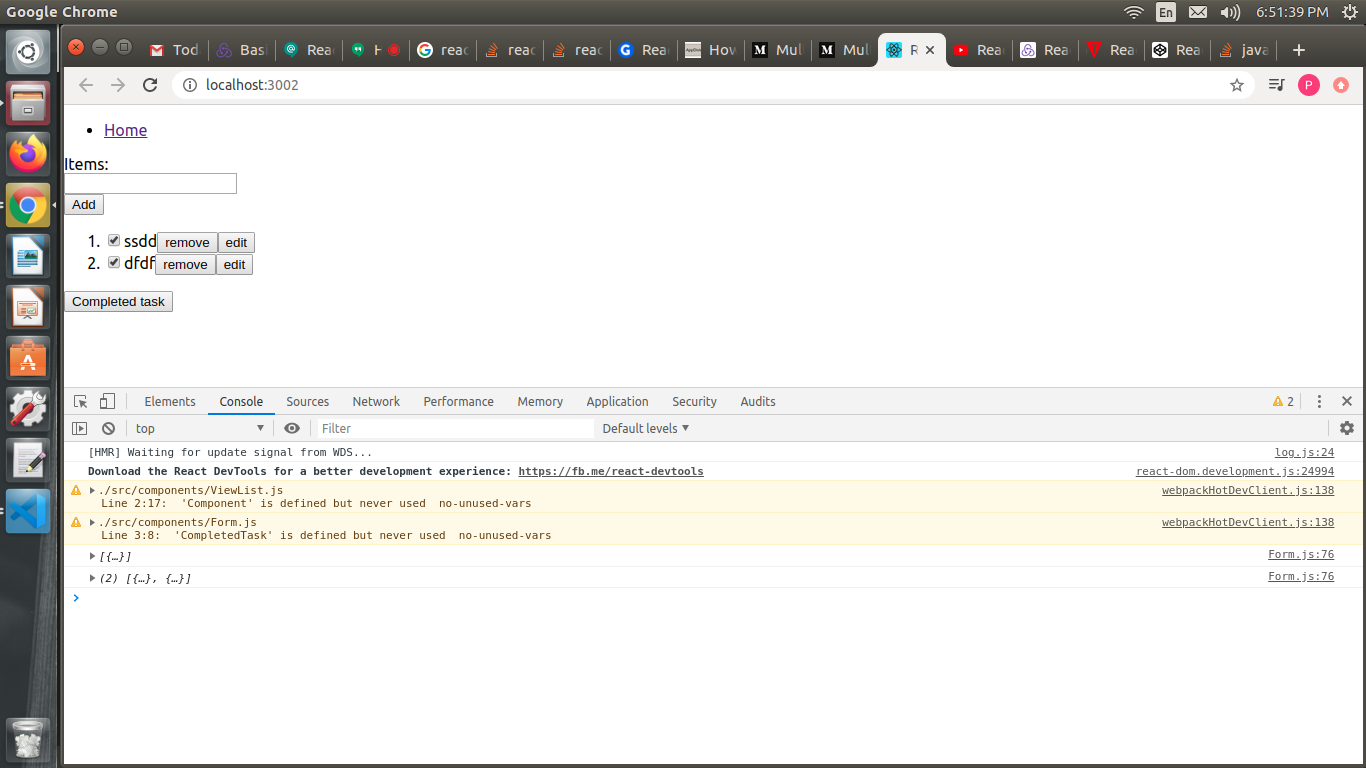 Google Chrome
En
6:51:39 PM
Tod
Basi
Rea
H
reac
reac
reac
Rea
How
Mul
Mul
R
Rea
Rea
Rea
Rea
java
localhost:3002
P
• Home
Items:
Add
1. ssdd remove edit
2. dfdf remove edit
Completed task
Elements Console Sources Network Performance Memory Application Security Audits 2
top Filter Default levels
[HMR] Waiting for update signal from WDS... log.js:24
Download the React DevTools for a better development experience: https://fb.me/react-devtools react-dom.development.js:24994
./src/components/ViewList.js webpackHotDevClient.js:138
Line 2:17: 'Component' is defined but never used no-unused-vars
./src/components/Form.js webpackHotDevClient.js:138
Line 3:8: 'CompletedTask' is defined but never used no-unused-vars
[{…}] Form.js:76
(2) [{…}, {…}] Form.js:76